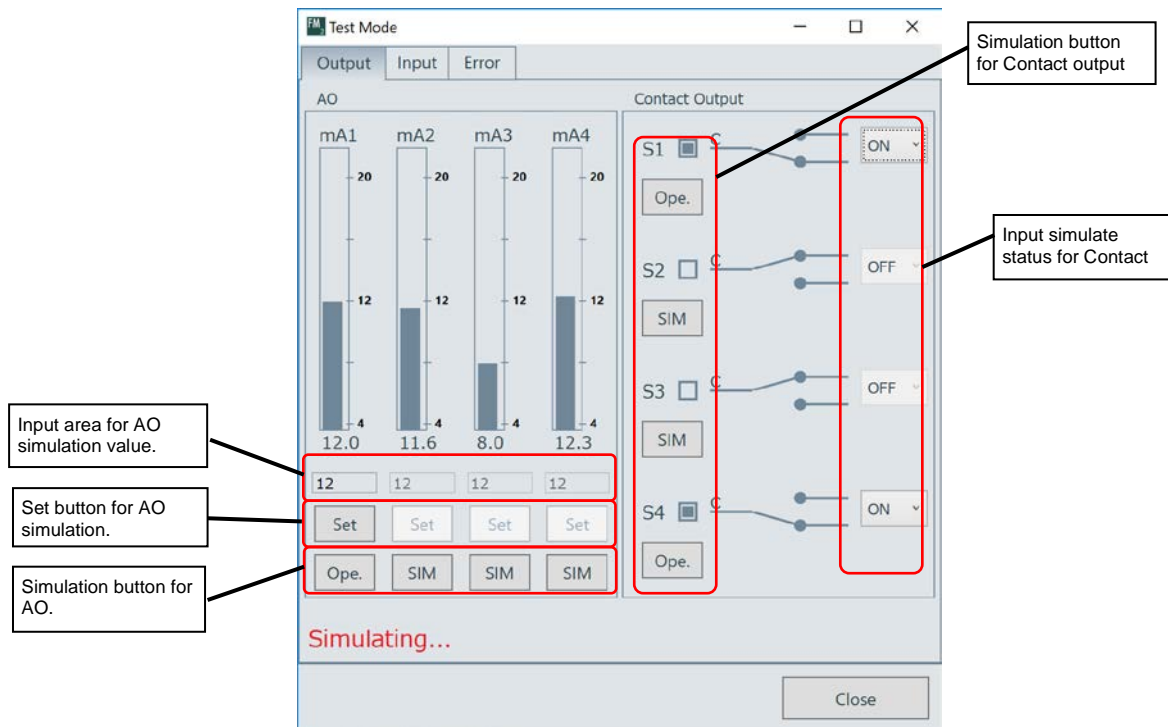 FM Test Mode
Output Input Error
AO
mA1 mA2 mA3 mA4
20 20 20 20
12 12 12 12
4 4 4 4
12.0 11.6 8.0 12.3
12 12 12 12
Set Set Set Set
Ope. SIM SIM SIM
Contact Output
S1 C ON
Ope.
S2 C OFF
SIM
S3 C OFF
SIM
S4 C ON
Ope.
Simulating...
Close
Simulation button
for Contact output
Input simulate
status for Contact
Input area for AO
simulation value.
Set button for AO
simulation.
Simulation button for
AO.